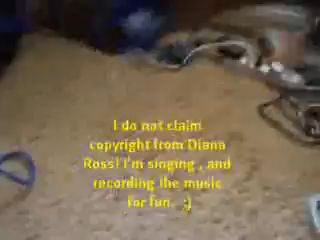 I do not claim
copyright from Diana
Ross! I'm singing , and
recording the music
for fun. :)